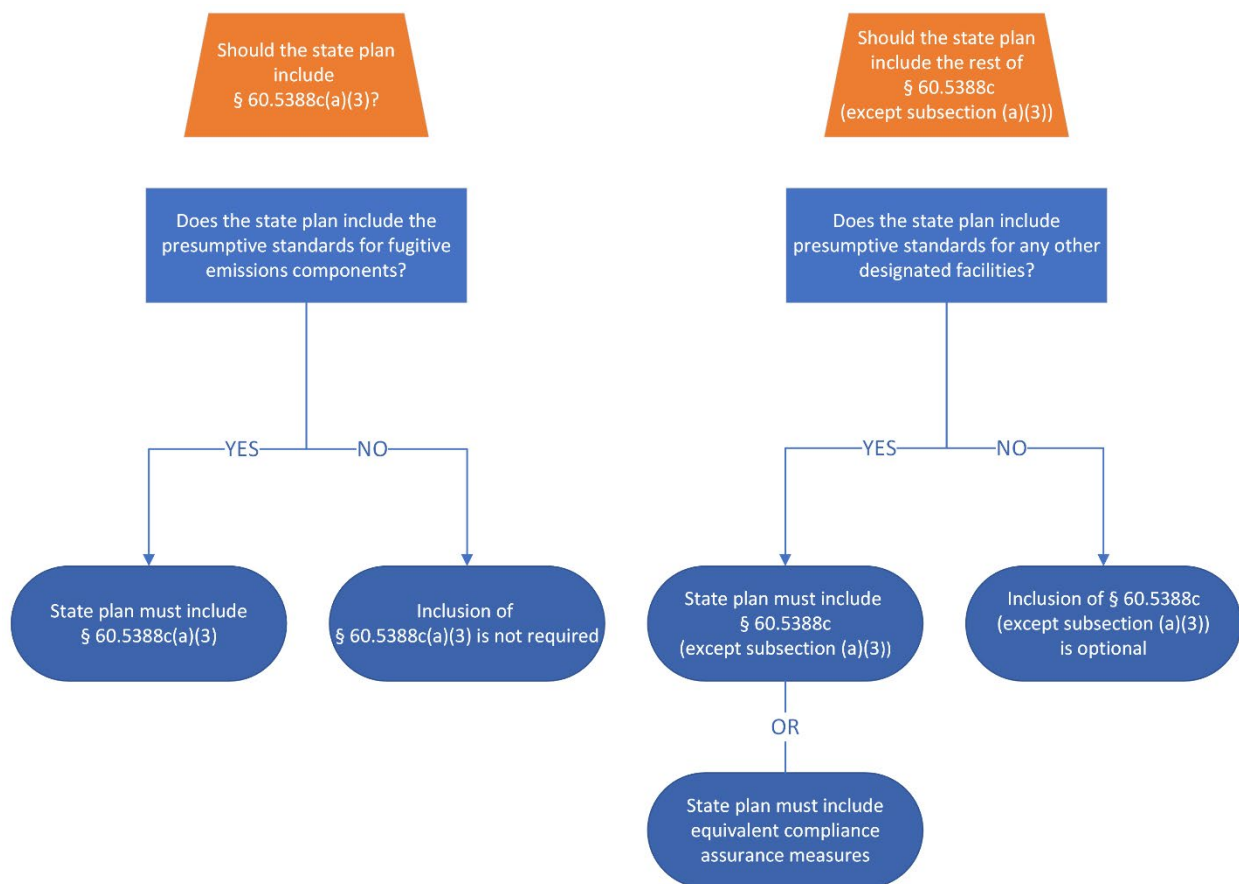 Should the state plan
include
§ 60.5388c(a)(3)?
Does the state plan include the
presumptive standards for fugitive
emissions components?
YES
NO
State plan must include
§ 60.5388c(a)(3)
Inclusion of
§ 60.5388c(a)(3) is not required
Should the state plan
include the rest of
§ 60.5388c
(except subsection (a)(3))
Does the state plan include
presumptive standards for any other
designated facilities?
YES
NO
State plan must include
§ 60.5388c
(except subsection (a)(3))
Inclusion of § 60.5388c
(except subsection (a)(3))
is optional
OR
State plan must include
equivalent compliance
assurance measures